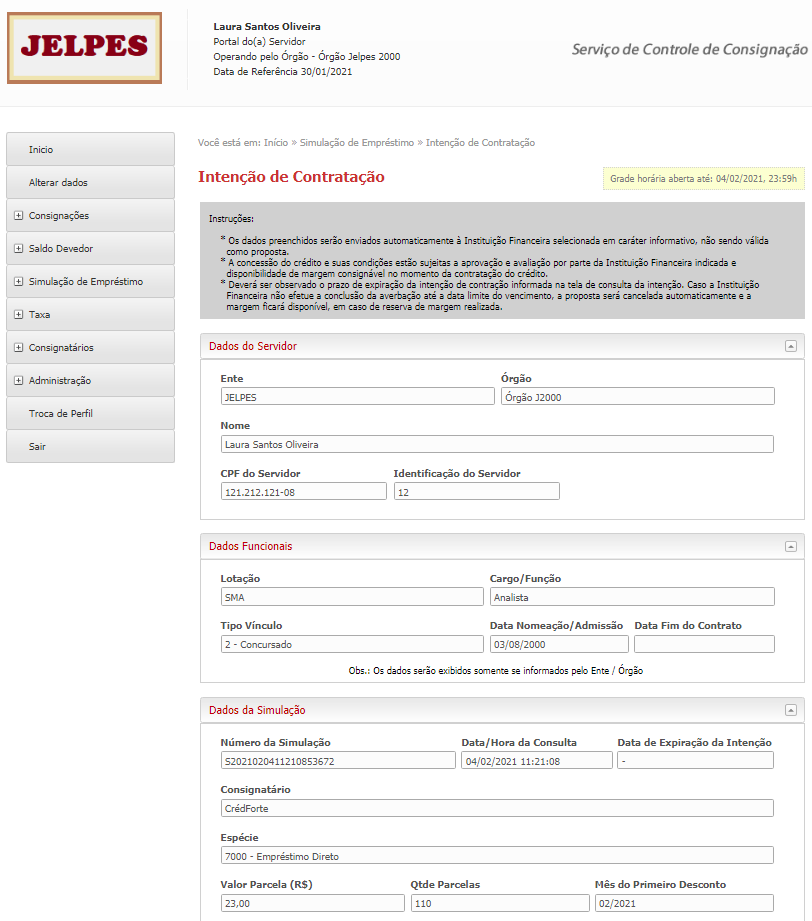 JELPES
Laura Santos Oliveira
Portal do(a) Servidor
Operando pelo Órgão - Órgão Jelpes 2000
Data de Referência 30/01/2021
Serviço de Controle de Consignação
Inicio
Alterar dados
Consignações
Saldo Devedor
Simulação de Empréstimo
Taxa
Consignatários
Administração
Troca de Perfil
Sair
Você está em: Início » Simulação de Empréstimo » Intenção de Contratação
Intenção de Contratação
Grade horária aberta até: 04/02/2021, 23:59h
Instruções:
* Os dados preenchidos serão enviados automaticamente à Instituição Financeira selecionada em caráter informativo, não sendo válida
como proposta.
* A concessão do crédito e suas condições estão sujeitas a aprovação e avaliação por parte da Instituição Financeira indicada e
disponibilidade de margem consignável no momento da contratação do crédito.
* Deverá ser observado o prazo de expiração da intenção de contração informada na tela de consulta da intenção. Caso a Instituição
Financeira não efetue a conclusão da averbação até a data limite do vencimento, a proposta será cancelada automaticamente e a
margem ficará disponível, em caso de reserva de margem realizada.
Dados do Servidor
Ente Órgão
JELPES Órgão J2000
Nome
Laura Santos Oliveira
CPF do Servidor Identificação do Servidor
121.212.121-08 12
Dados Funcionais
Lotação Cargo/Função
SMA Analista
Tipo Vínculo Data Nomeação/Admissão Data Fim do Contrato
2 - Concursado 03/08/2000
Obs.: Os dados serão exibidos somente se informados pelo Ente / Órgão
Dados da Simulação
Número da Simulação Data/Hora da Consulta Data de Expiração da Intenção
S2021020411210853672 04/02/2021 11:21:08 -
Consignatário
CrédForte
Espécie
7000 - Empréstimo Direto
Valor Parcela (R$) Qtde Parcelas Mês do Primeiro Desconto
23,00 110 02/2021